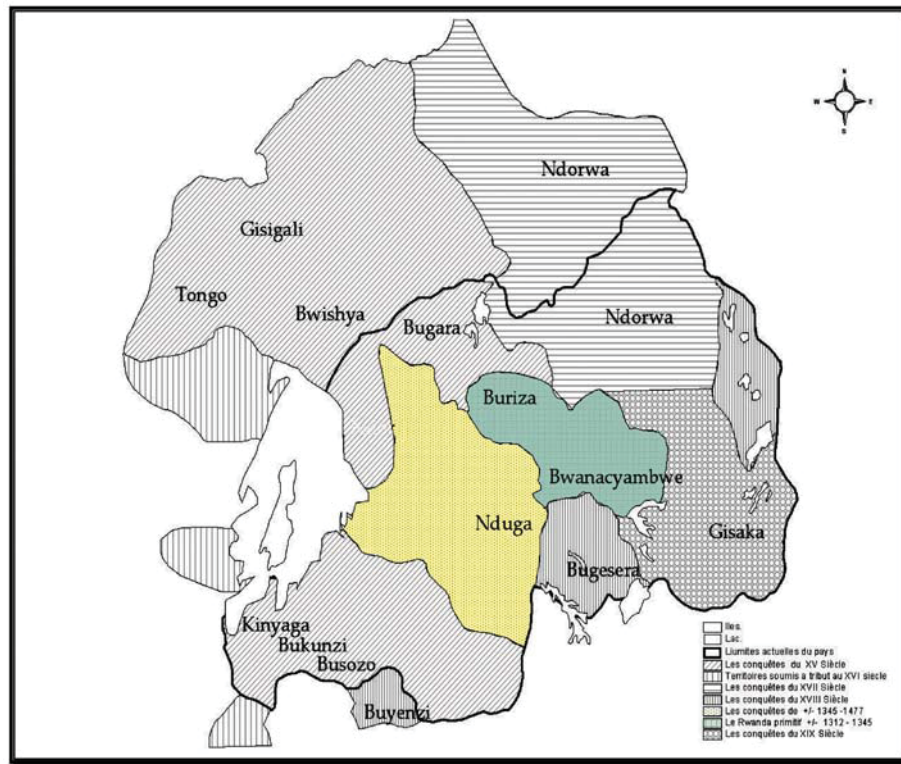 N
W E
S
Ndorwa
Gisigali
Tongo
Bwishya
Bugara
Ndorwa
Buriza
Bwanacyambwe
Nduga
Gisaka
Bugesera
Kinyaga
Bukunzi
Busozo
Buyenzi
Iles.
Lac.
Liumites actuelles du pays
Les conquêtes du XV Siècle
Territoires soumis a tribut au XVI siecle
Les conquêtes du XVII Siècle
Les conquêtes du XVIII Siècle
Les conquêtes de +/- 1345 -1477
Le Rwanda primitif +/- 1312 - 1345
Les conquêtes du XIX Siècle